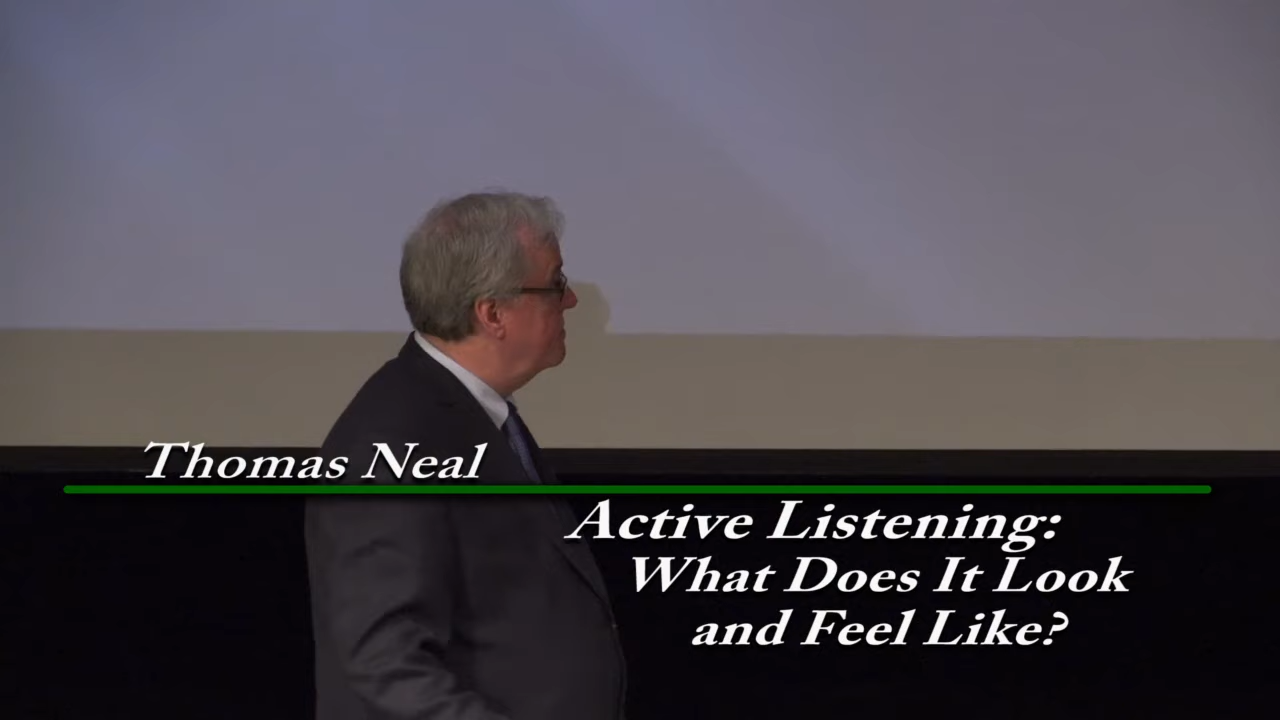 Thomas Neal
Active Listening:
What Does It Look
and Feel Like?